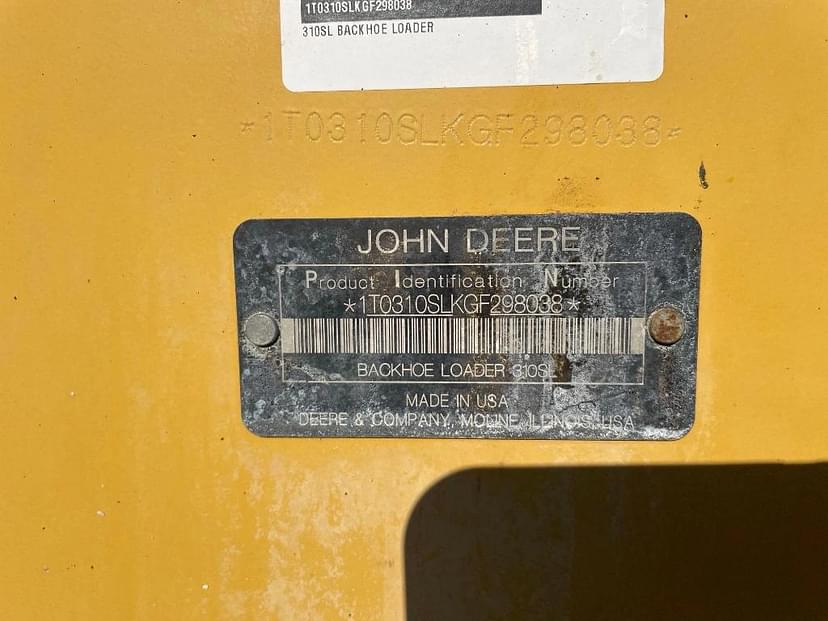 1T0310SLKGF298038
310SL BACKHOE LOADER
*1T0310SLKGF298038*
JOHN DEERE
Product Identification Number
*1T0310SLKGF298038*
BACKHOE LOADER 310SL
MADE IN USA
DEERE & COMPANY, MOLINE, ILLINOIS, USA